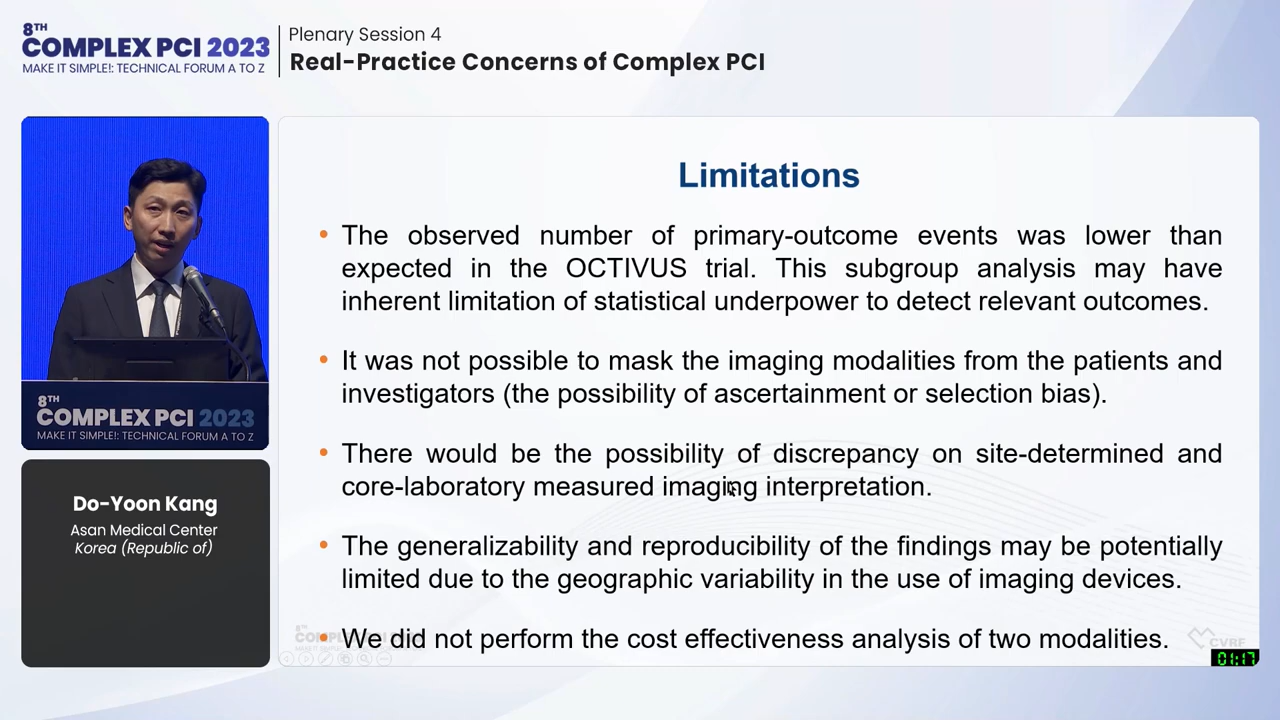 8TH
COMPLEX PCI 2023
MAKE IT SIMPLE!: TECHNICAL FORUM A TO Z
Plenary Session 4
Real-Practice Concerns of Complex PCI
8TH
COMPLEX PCI 2023
MAKE IT SIMPLE!: TECHNICAL FORUM A TO Z
Do-Yoon Kang
Asan Medical Center
Korea (Republic of)
Limitations
• The observed number of primary-outcome events was lower than
expected in the OCTIVUS trial. This subgroup analysis may have
inherent limitation of statistical underpower to detect relevant outcomes.
• It was not possible to mask the imaging modalities from the patients and
investigators (the possibility of ascertainment or selection bias).
• There would be the possibility of discrepancy on site-determined and
core-laboratory measured imaging interpretation.
• The generalizability and reproducibility of the findings may be potentially
limited due to the geographic variability in the use of imaging devices.
• We did not perform the cost effectiveness analysis of two modalities.
CVRF
01:17